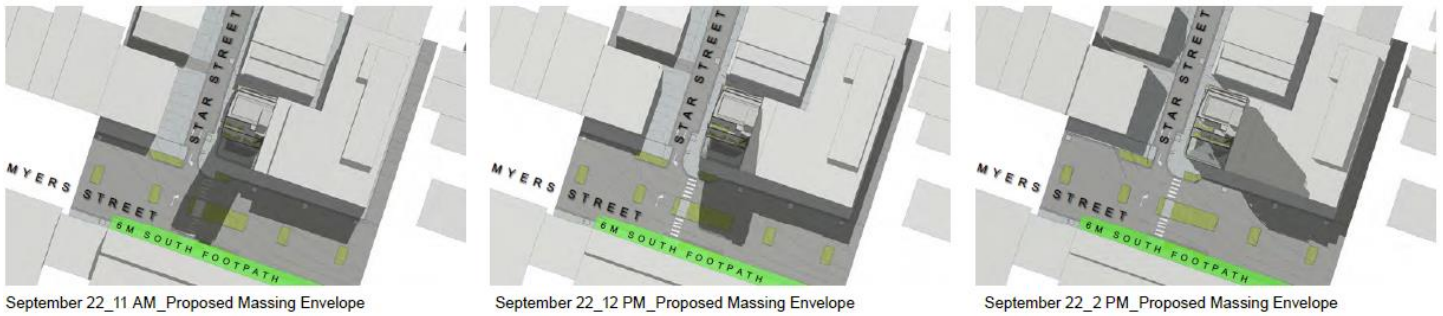 STAR STREET
MYERS STREET
6M SOUTH FOOTPATH
STAR STREET
MYERS STREET
6M SOUTH FOOTPATH
STAR STREET
MYERS STREET
6M SOUTH FOOTPATH
September 22_11 AM_Proposed Massing Envelope
September 22_12 PM_Proposed Massing Envelope
September 22_2 PM_Proposed Massing Envelope